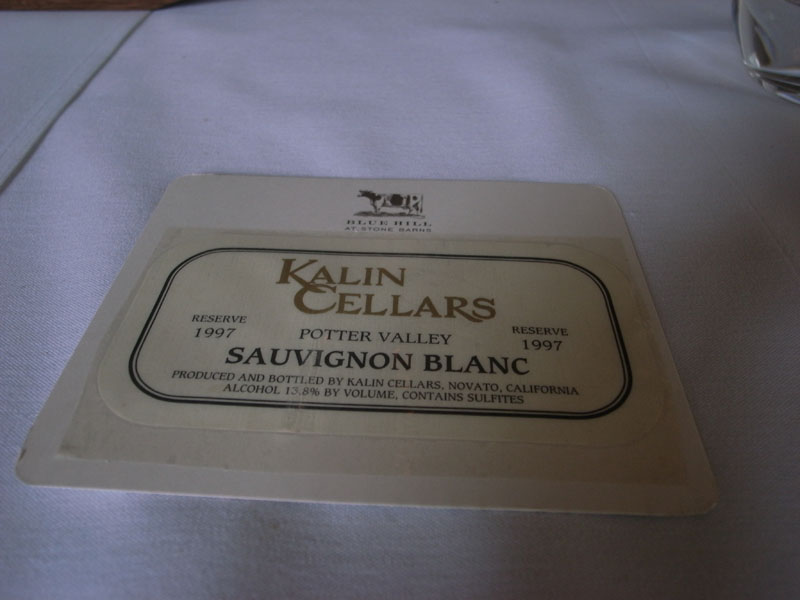 BLUE HILL
AT STONE BARNS
KALIN
CELLARS
RESERVE
1997
POTTER VALLEY
RESERVE
1997
SAUVIGNON BLANC
PRODUCED AND BOTTLED BY KALIN CELLARS, NOVATO, CALIFORNIA
ALCOHOL 13.8% BY VOLUME, CONTAINS SULFITES